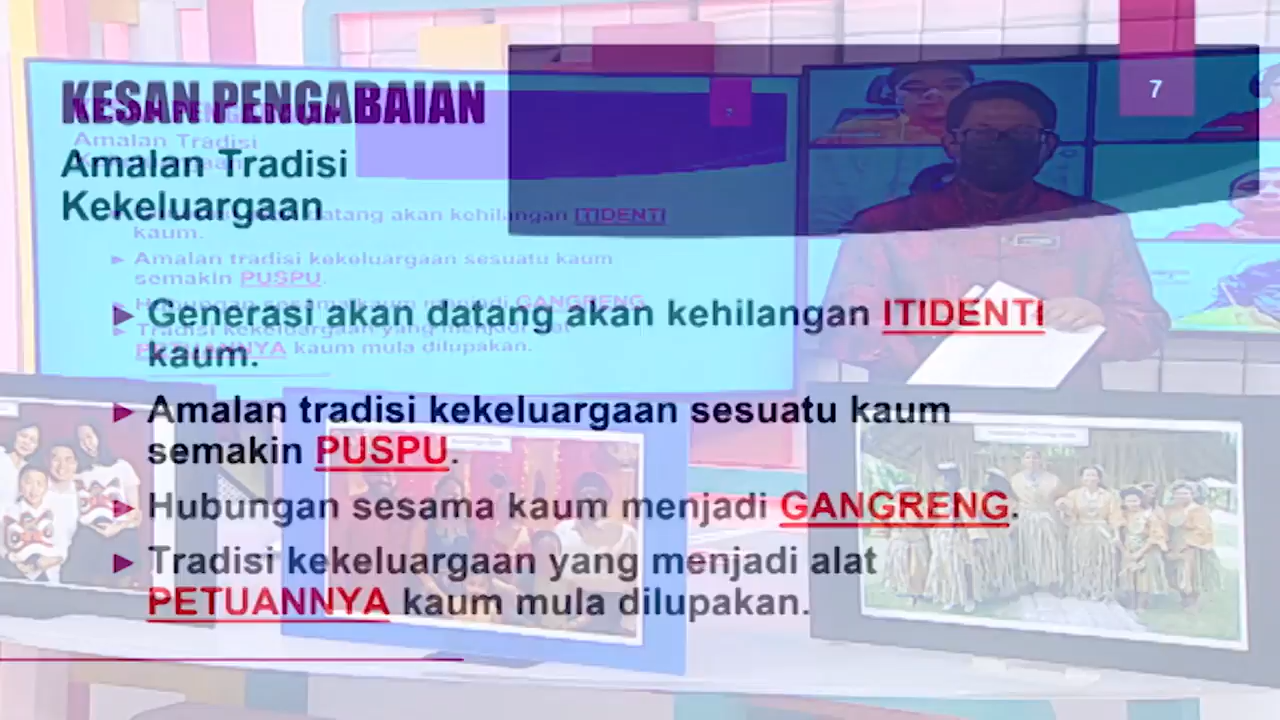 KESAN PENGABAIAN
7
Amalan Tradisi
Kekeluargaan
Generasi akan datang akan kehilangan ITIDENTI
kaum.
Amalan tradisi kekeluargaan sesuatu kaum
semakin PUSPU.
Hubungan sesama kaum menjadi GANGRENG.
Tradisi kekeluargaan yang menjadi alat
PETUANNYA kaum mula dilupakan.